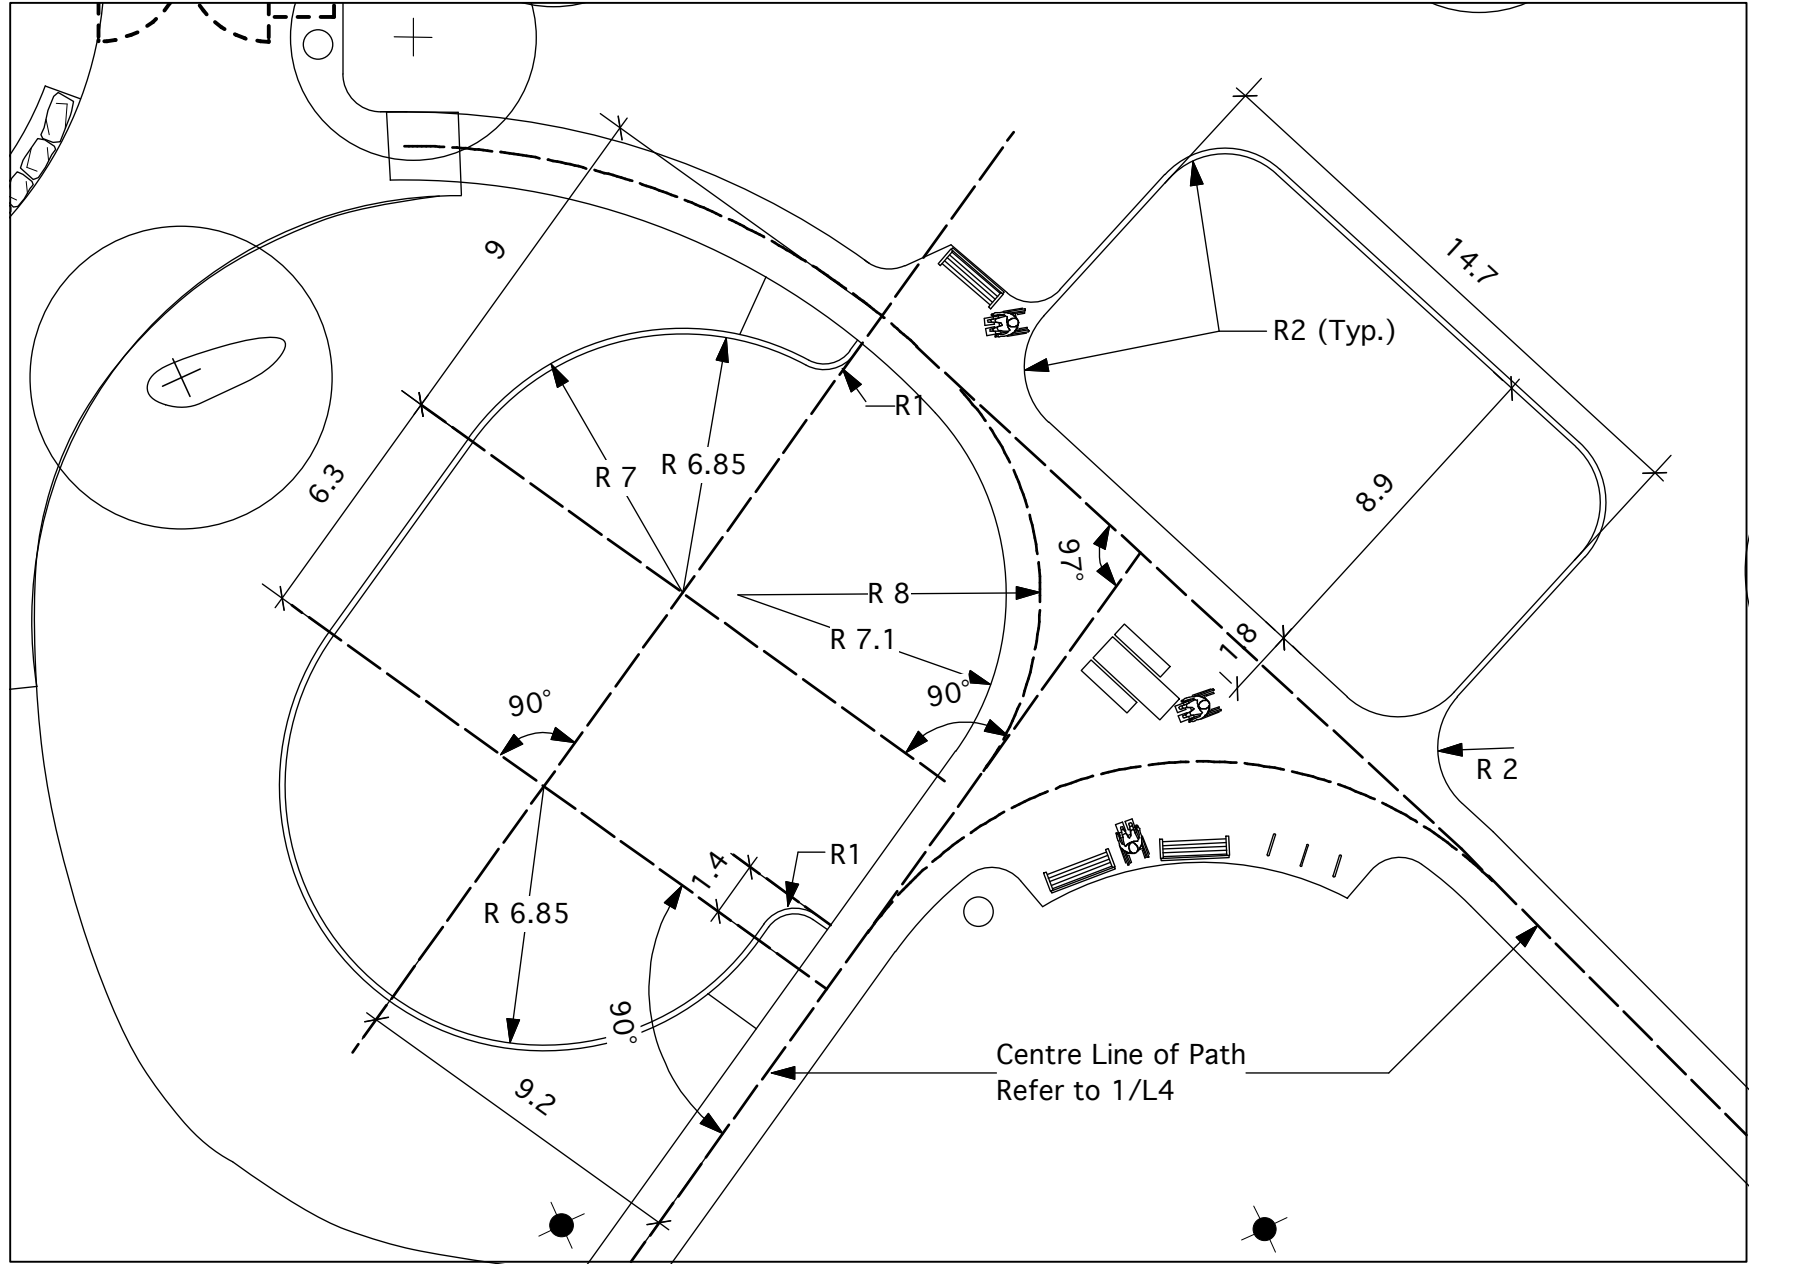 9
14.7
R2 (Typ.)
R1
6.3
R 7
R 6.85
8.9
97°
R 8
R 7.1
1.8
90°
90°
R 2
1.4
R1
R 6.85
90°
Centre Line of Path
Refer to 1/L4
9.2